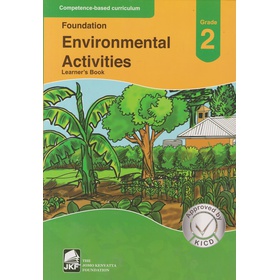 Competence-based curriculum
Grade
2
Foundation
Environmental
Activities
Learner's Book
Approved by
KICD
JKF
THE
JOMO KENYATTA
FOUNDATION